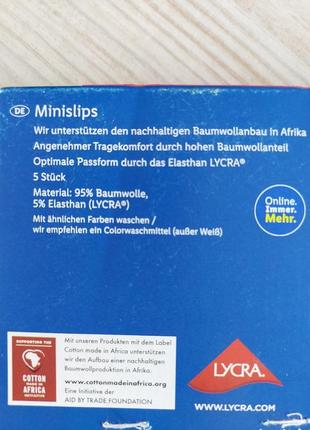 DE Minislips
Wir unterstützen den nachhaltigen Baumwollanbau in Afrika
Angenehmer Tragekomfort durch hohen Baumwollanteil
Optimale Passform durch das Elasthan LYCRA®
5 Stück
Material: 95% Baumwolle,
5% Elasthan (LYCRA®)
Mit ähnlichen Farben waschen /
wir empfehlen ein Colorwaschmittel (außer Weiß)
Online.
Immer.
Mehr.
SUPPORTING THE
COTTON
MADE IN
AFRICA
INITIATIVE
Mit unseren Produkten mit dem Label
Cotton made in Africa unterstützen
wir den Aufbau einer nachhaltigen
Baumwollproduktion in Afrika.
www.cottonmadeinafrica.org
Eine Initiative der
AID BY TRADE FOUNDATION
LYCRA.
WWW.LYCRA.COM